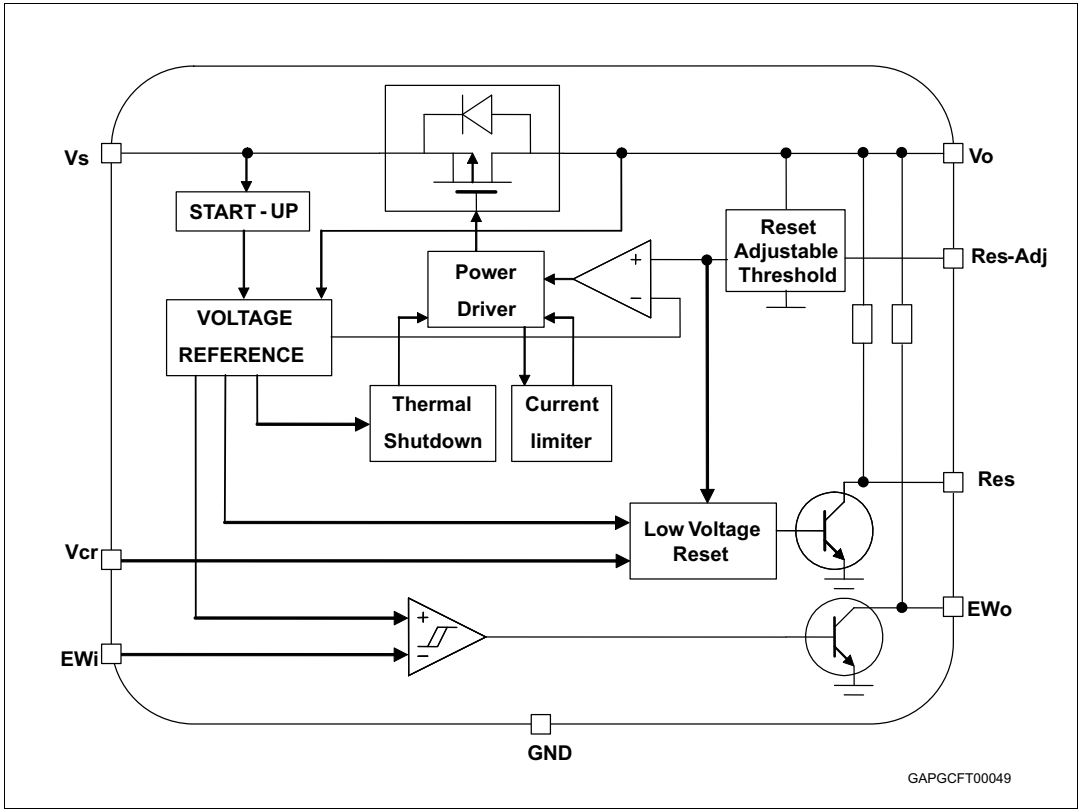 Vs
Vo
START - UP
Reset
Adjustable
Threshold
Res-Adj
Power
Driver
+
−
VOLTAGE
REFERENCE
Thermal
Shutdown
Current
limiter
Res
Low Voltage
Reset
Vcr
EWo
+
−
EWi
GND
GAPGCFT00049